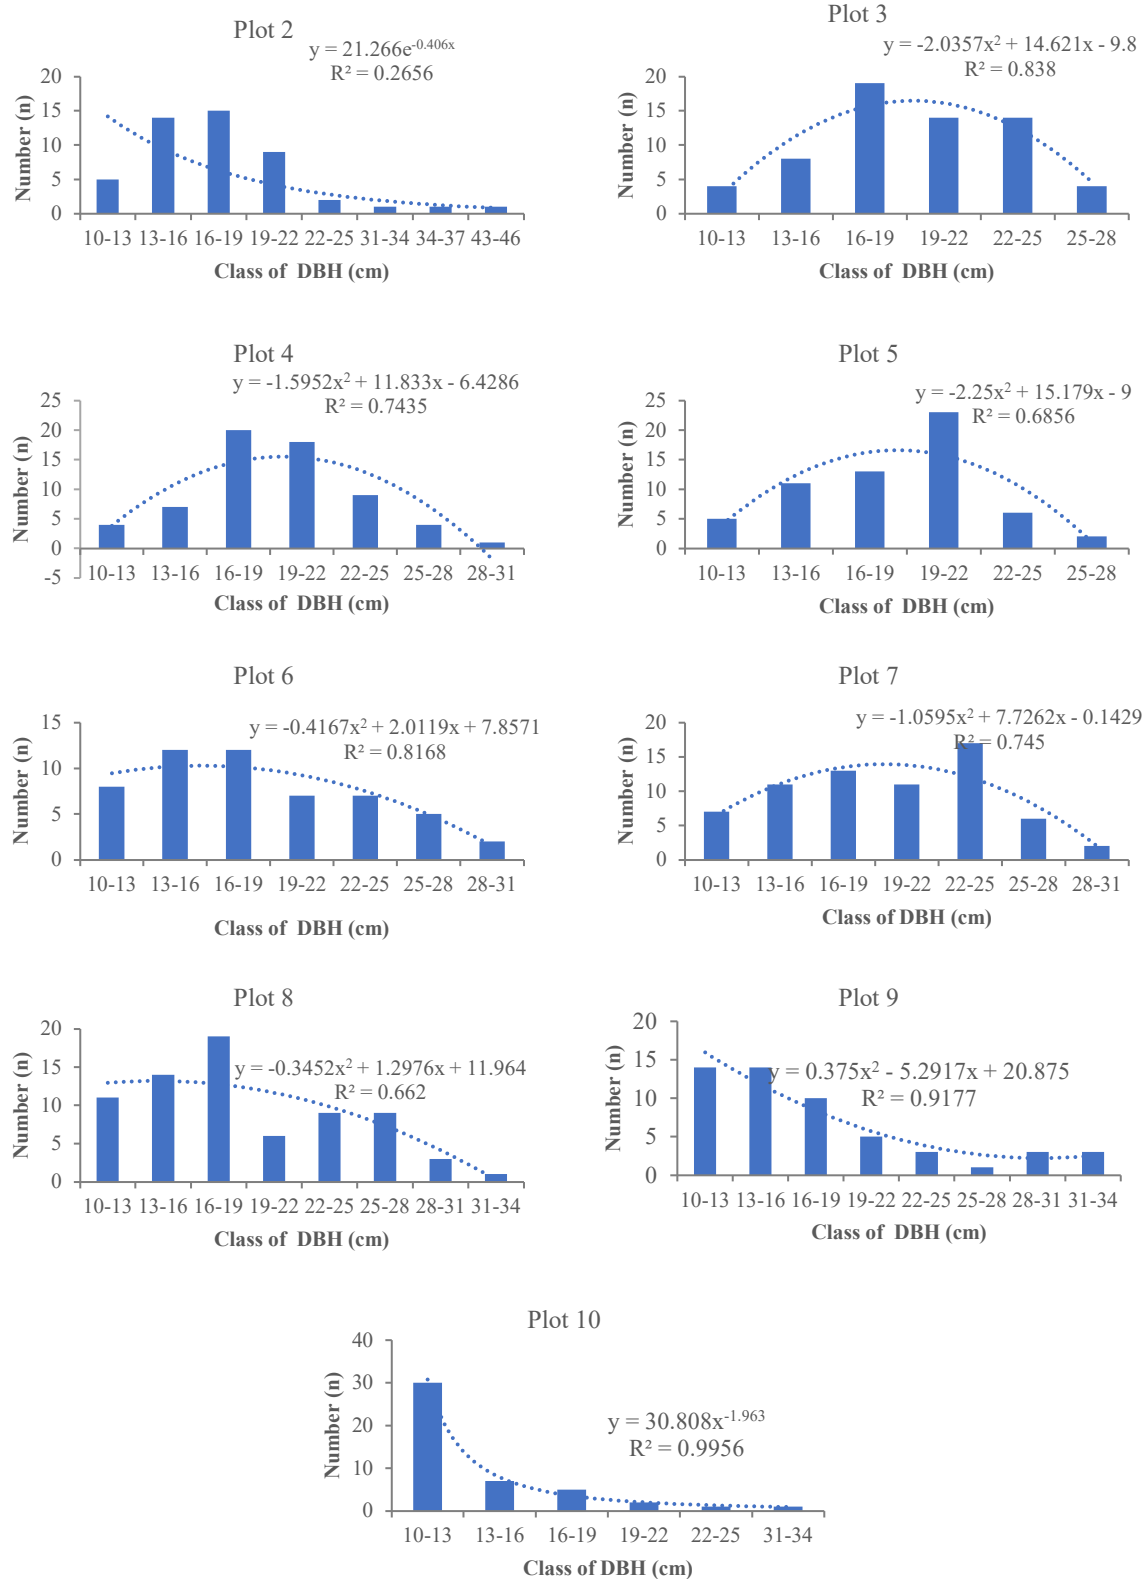 Plot 2
y = 21.266e^-0.406x
R² = 0.2656
Number (n)
20
15
10
5
0
10-13 13-16 16-19 19-22 22-25 31-34 34-37 43-46
Class of DBH (cm)
Plot 3
y = -2.0357x² + 14.621x - 9.8
R² = 0.838
Number (n)
20
15
10
5
0
10-13 13-16 16-19 19-22 22-25 25-28
Class of DBH (cm)
Plot 4
y = -1.5952x² + 11.833x - 6.4286
R² = 0.7435
Number (n)
25
20
15
10
5
0
-5
10-13 13-16 16-19 19-22 22-25 25-28 28-31
Class of DBH (cm)
Plot 5
y = -2.25x² + 15.179x - 9
R² = 0.6856
Number (n)
25
20
15
10
5
0
10-13 13-16 16-19 19-22 22-25 25-28
Class of DBH (cm)
Plot 6
y = -0.4167x² + 2.0119x + 7.8571
R² = 0.8168
Number (n)
15
10
5
0
10-13 13-16 16-19 19-22 22-25 25-28 28-31
Class of DBH (cm)
Plot 7
y = -1.0595x² + 7.7262x - 0.1429
R² = 0.745
Number (n)
20
15
10
5
0
10-13 13-16 16-19 19-22 22-25 25-28 28-31
Class of DBH (cm)
Plot 8
y = -0.3452x² + 1.2976x + 11.964
R² = 0.662
Number (n)
20
15
10
5
0
10-13 13-16 16-19 19-22 22-25 25-28 28-31 31-34
Class of DBH (cm)
Plot 9
y = 0.375x² - 5.2917x + 20.875
R² = 0.9177
Number (n)
20
15
10
5
0
10-13 13-16 16-19 19-22 22-25 25-28 28-31 31-34
Class of DBH (cm)
Plot 10
y = 30.808x^-1.963
R² = 0.9956
Number (n)
40
30
20
10
0
10-13 13-16 16-19 19-22 22-25 31-34
Class of DBH (cm)